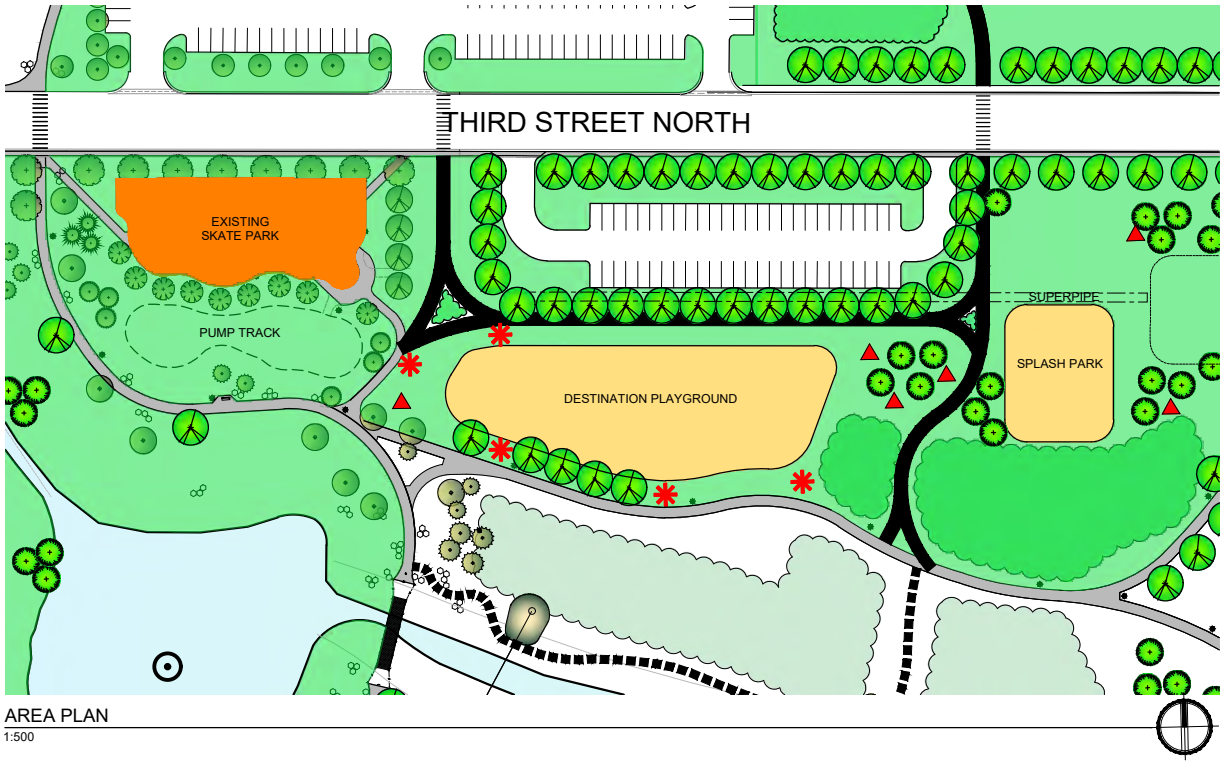 THIRD STREET NORTH
EXISTING
SKATE PARK
SUPERPIPE
PUMP TRACK
SPLASH PARK
DESTINATION PLAYGROUND
AREA PLAN
1:500